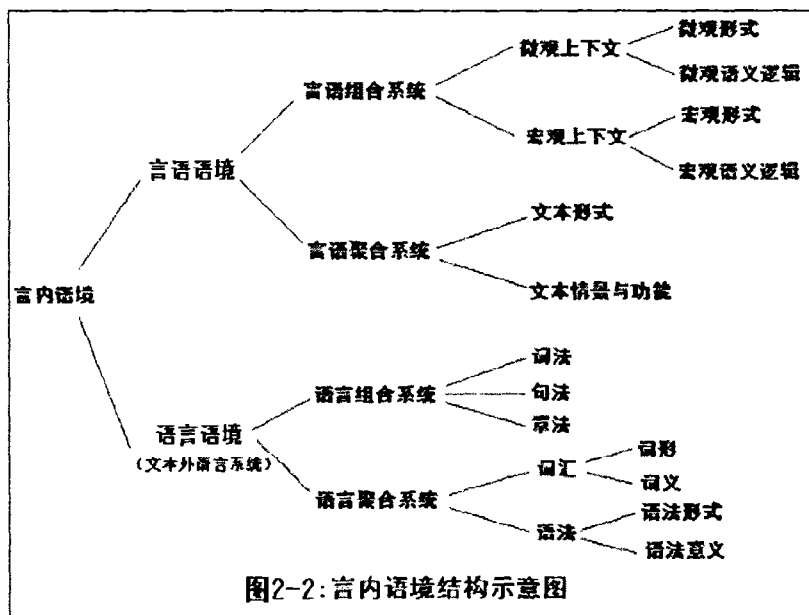 微观形式
微观上下文
微观语义逻辑
言语组合系统
宏观形式
宏观上下文
宏观语义逻辑
言语语境
文本形式
言语聚合系统
文本情景与功能
言内语境
词法
语言组合系统
句法
章法
语言语境
(文本外语言系统)
词形
词汇
词义
语言聚合系统
语法形式
语法
语法意义
图2-2:言内语境结构示意图